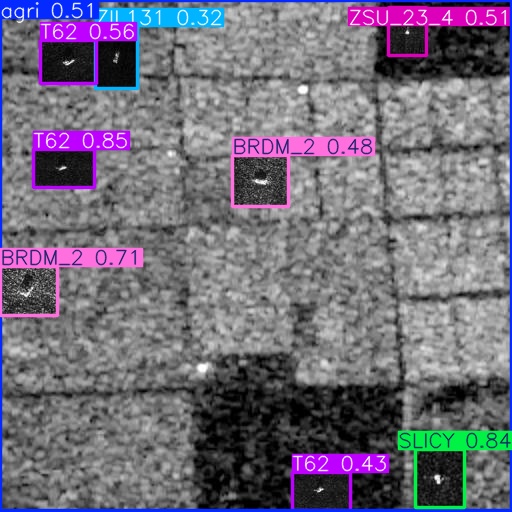 agri 0.51
ZIL131 0.32
ZSU_23_4 0.51
T62 0.56
T62 0.85
BRDM_2 0.48
BRDM_2 0.71
SLICY 0.84
T62 0.43